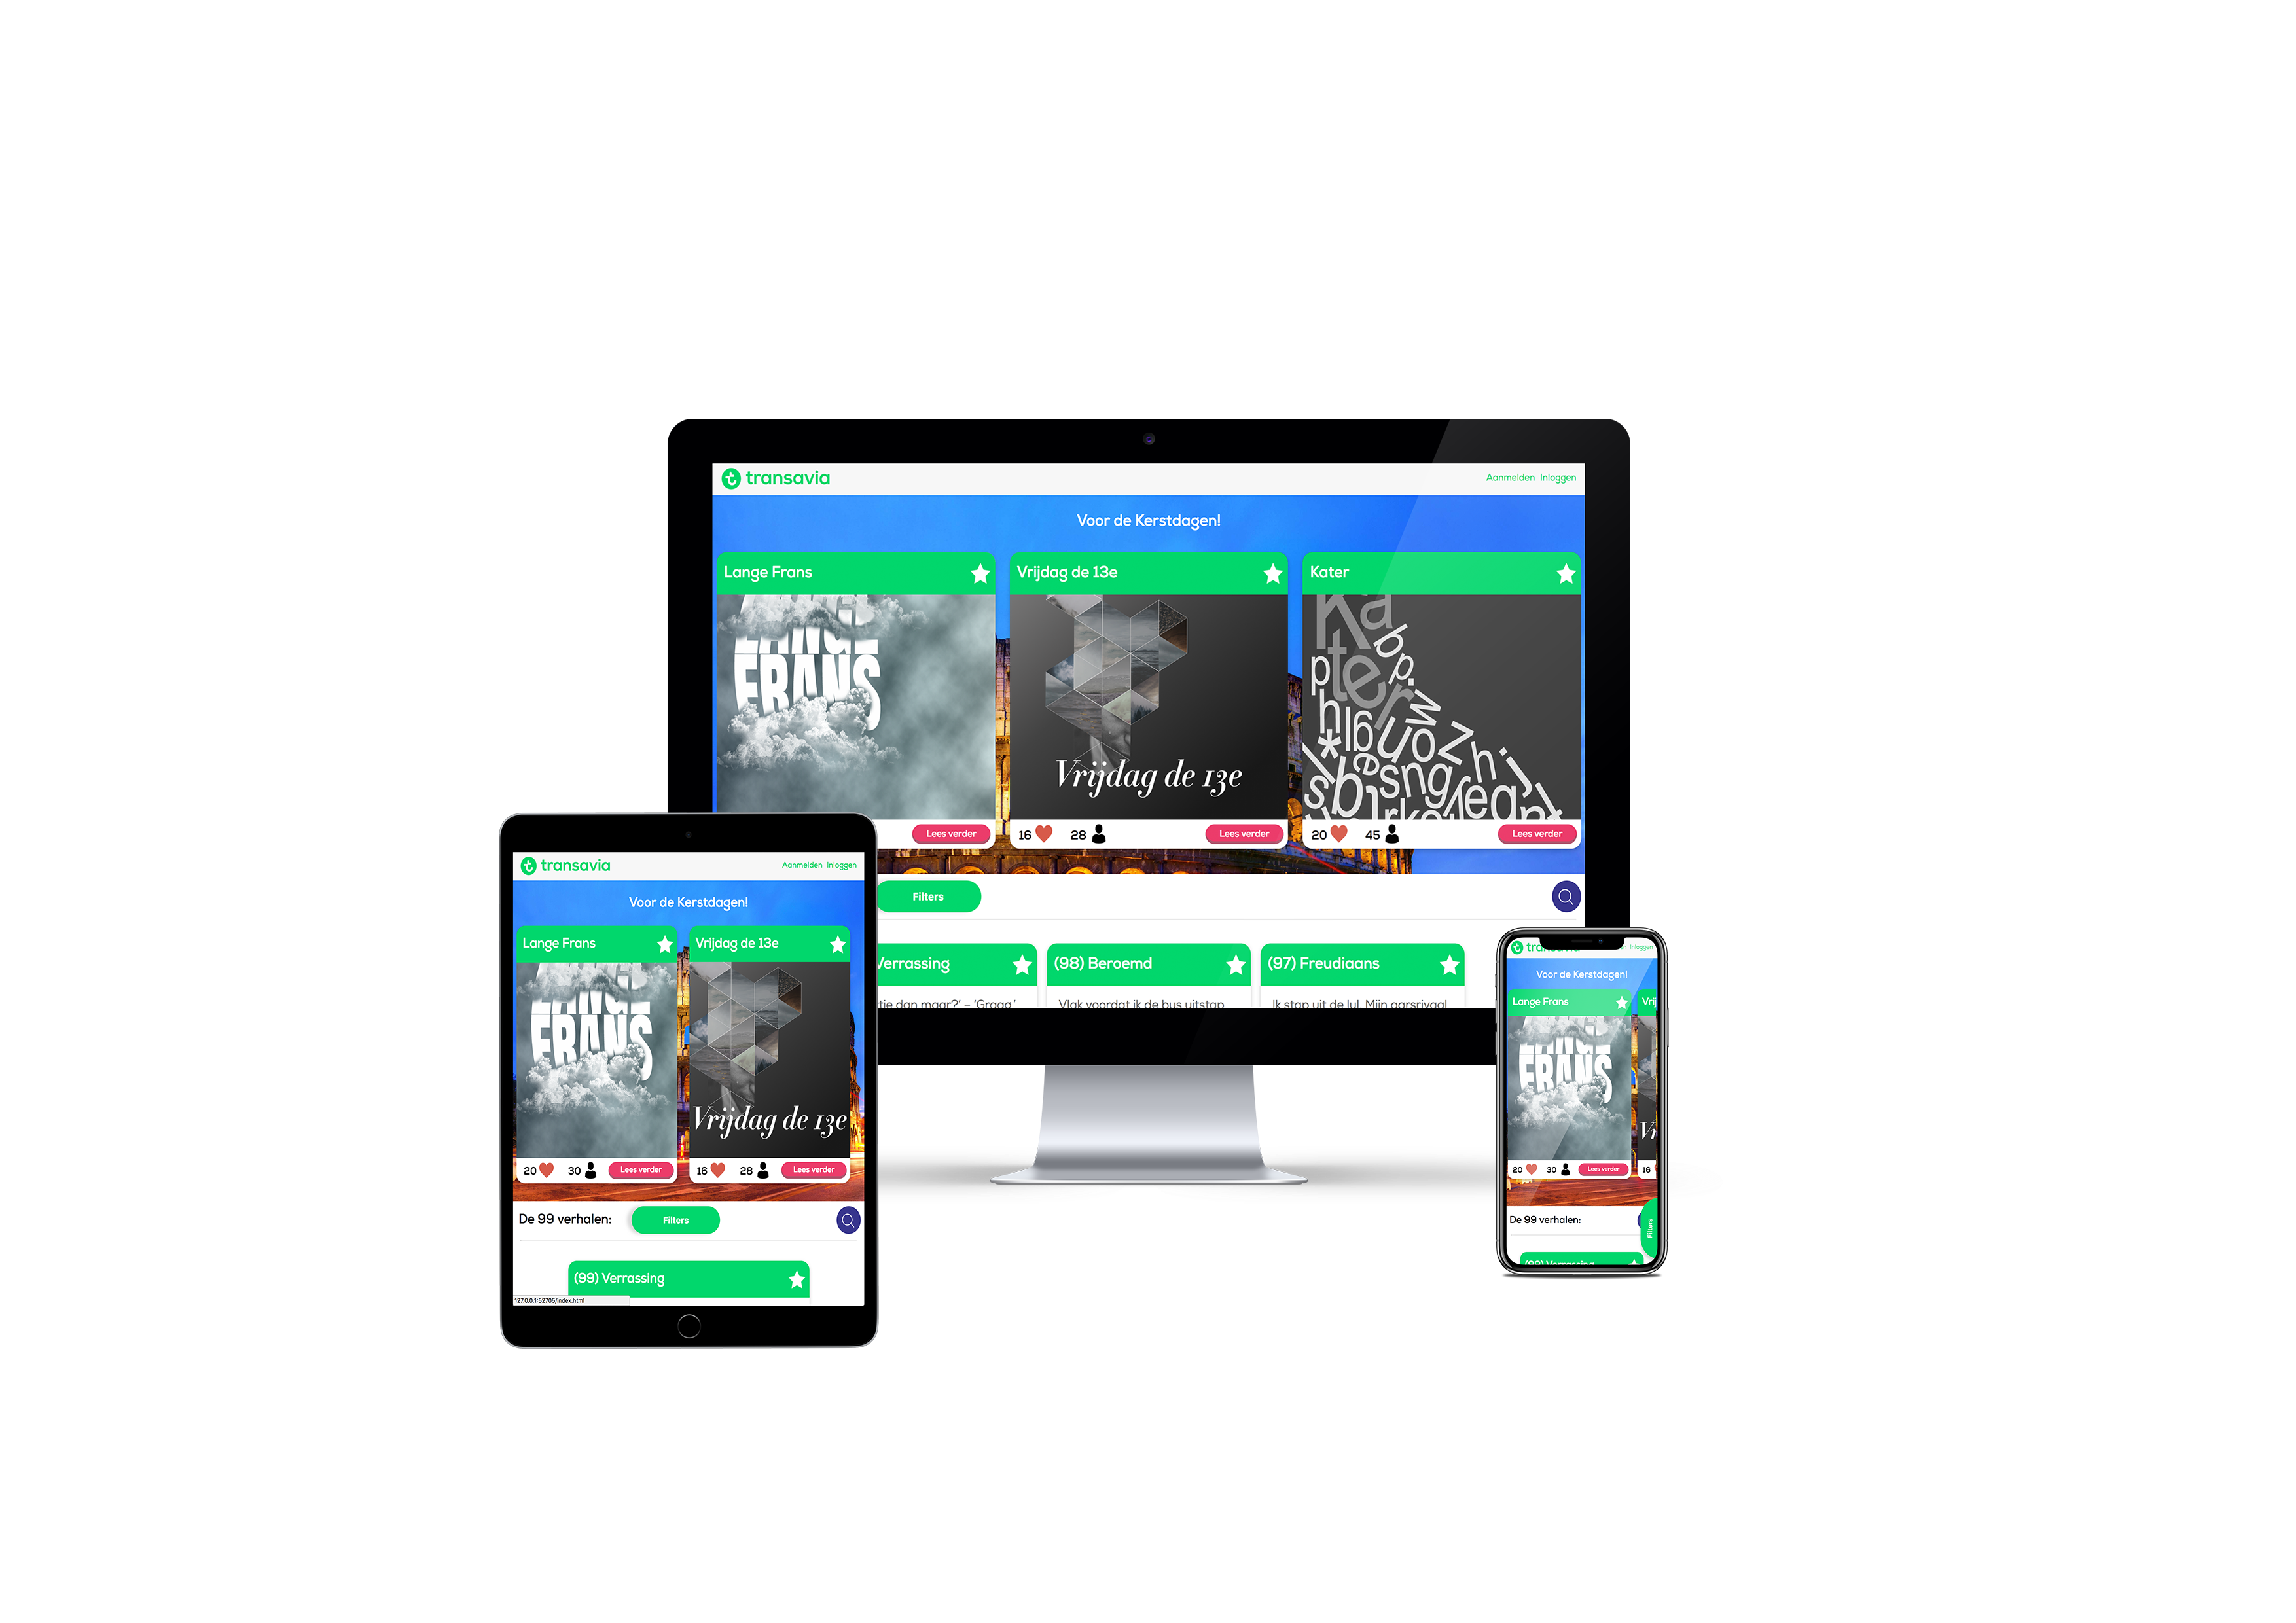 transavia
Aanmelden Inloggen
Voor de Kerstdagen!
Lange Frans
Vrijdag de 13e
Kater
FRANS
Vrijdag de 13e
Ka
ter
Lees verder
16 28 Lees verder
20 45 Lees verder
Filters
Verrassing
(98) Beroemd
(97) Freudiaans
tie dan maar?' – 'Graag.'
Vlak voordat ik de bus uitstap
Ik stap uit de lul. Mijn aarsrivaal
transavia
Aanmelden Inloggen
Voor de Kerstdagen!
Lange Frans
Vrijdag de 13e
FRANS
Vrijdag de 13e
20 30 Lees verder
16 28 Lees verder
De 99 verhalen:
Filters
(99) Verrassing
127.0.0.1:52705/index.html
Inloggen
Voor de Kerstdagen!
Lange Frans
Vrij
FRANS
20 30 Lees verder
16
De 99 verhalen:
Filters
(99) Verrassing